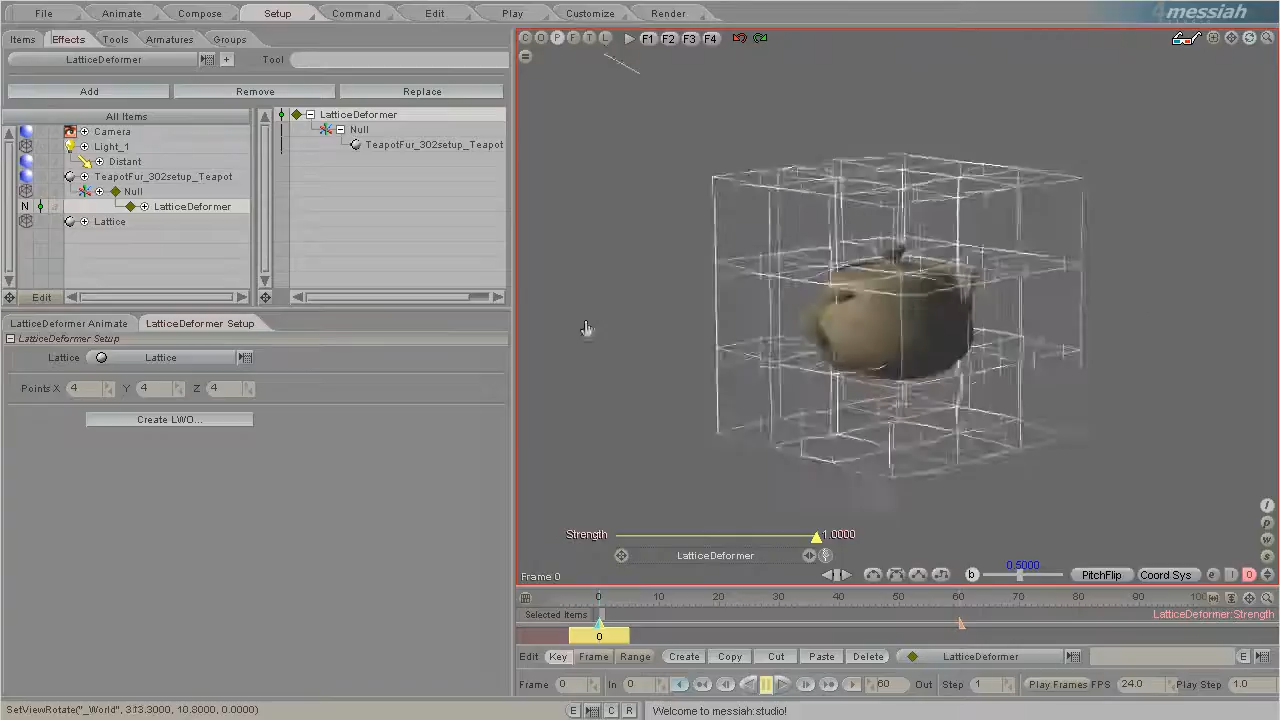 File Animate Compose Setup Command Edit Play Customize Render 4messiah
Items Effects Tools Armatures Groups
C O P F T L F1 F2 F3 F4
LatticeDeformer + Tool
Add Remove Replace
All Items
Camera
Light_1
Distant
TeapotFur_302setup_Teapot
Null
N LatticeDeformer
Lattice
Edit
LatticeDeformer
Null
TeapotFur_302setup_Teapot
LatticeDeformer Animate LatticeDeformer Setup
LatticeDeformer Setup
Lattice Lattice
Points X 4 Y 4 Z 4
Create LWO...
Strength 1.0000
LatticeDeformer
Frame 0
b 0.5000 PitchFlip Coord Sys e I 0
I
P
W
S
0 10 20 30 40 50 60 70 80 90 100
Selected Items LatticeDeformer:Strength
0
Edit Key Frame Range Create Copy Cut Paste Delete LatticeDeformer E
Frame 0 In 0 60 Out Step 1 Play Frames FPS 24.0 Play Step 1.0
SetViewRotate("_World", 313.3000, 10.8000, 0.0000) E C R Welcome to messiah:studio!